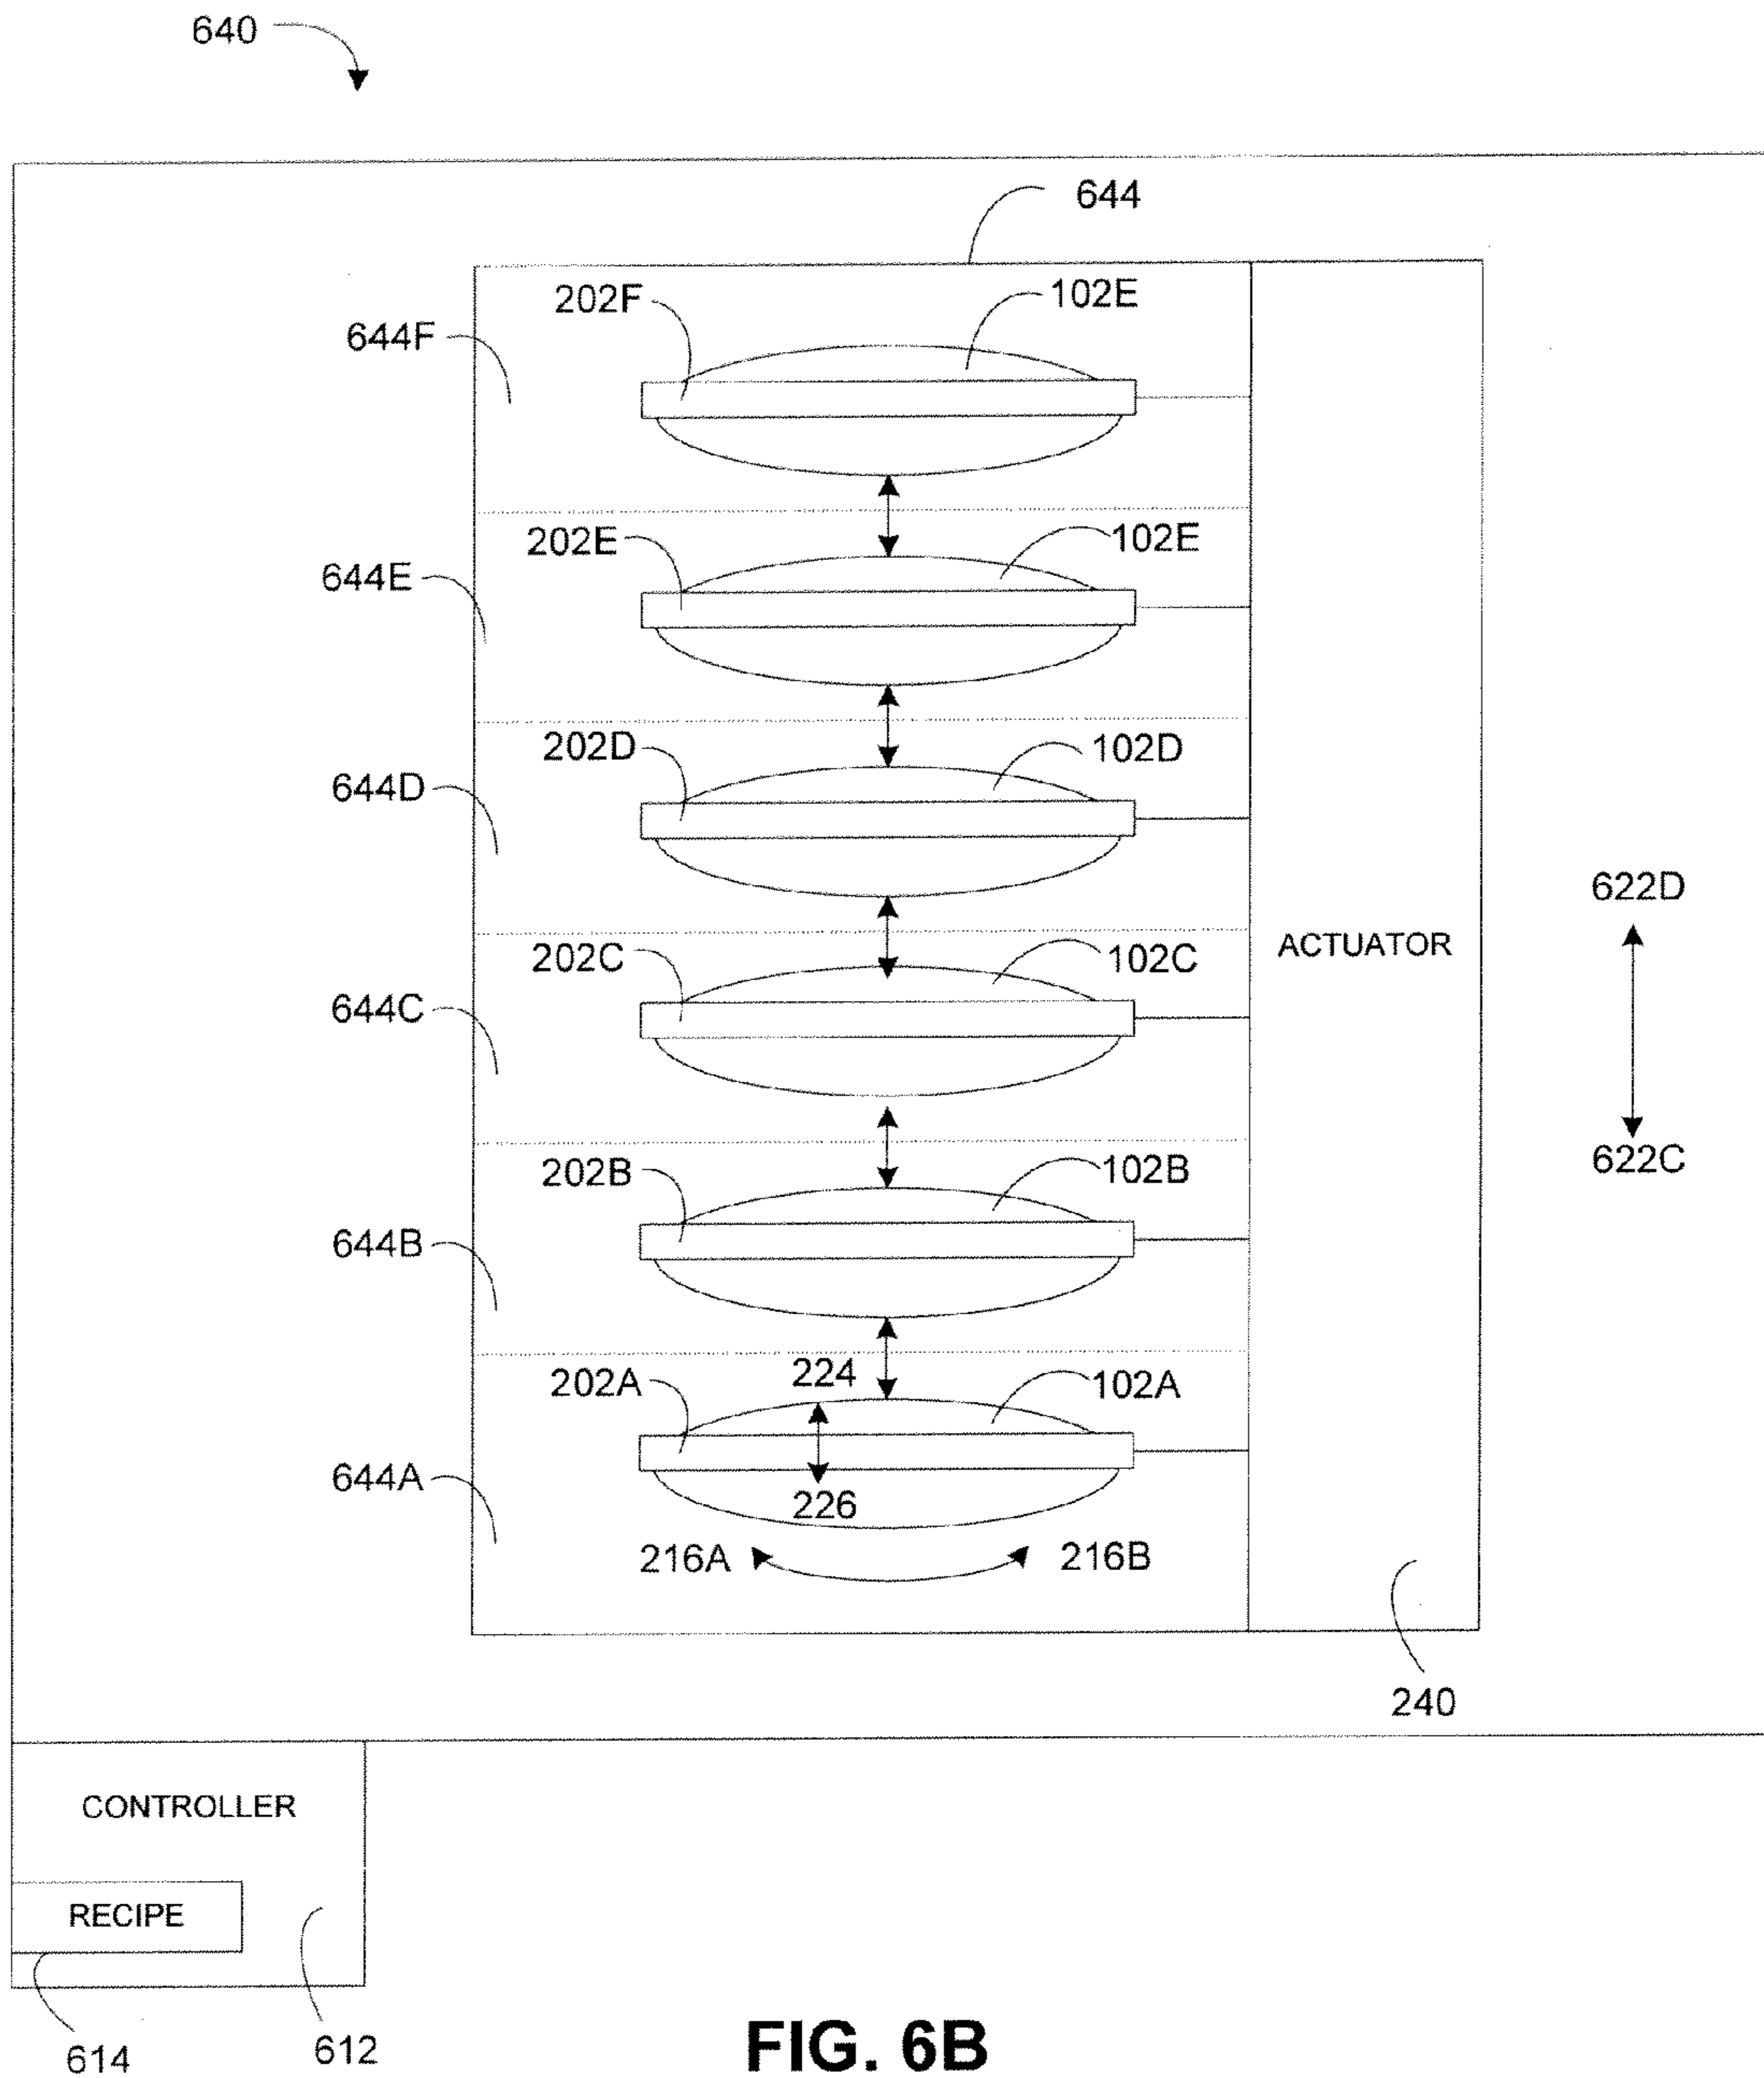 640
644
202F 102E
644F
202E 102E
644E
202D 102D
644D
622D
202C 102C
ACTUATOR
644C
202B 102B
622C
644B
224
202A 102A
644A
226
216A 216B
240
CONTROLLER
RECIPE
614 612
FIG. 6B